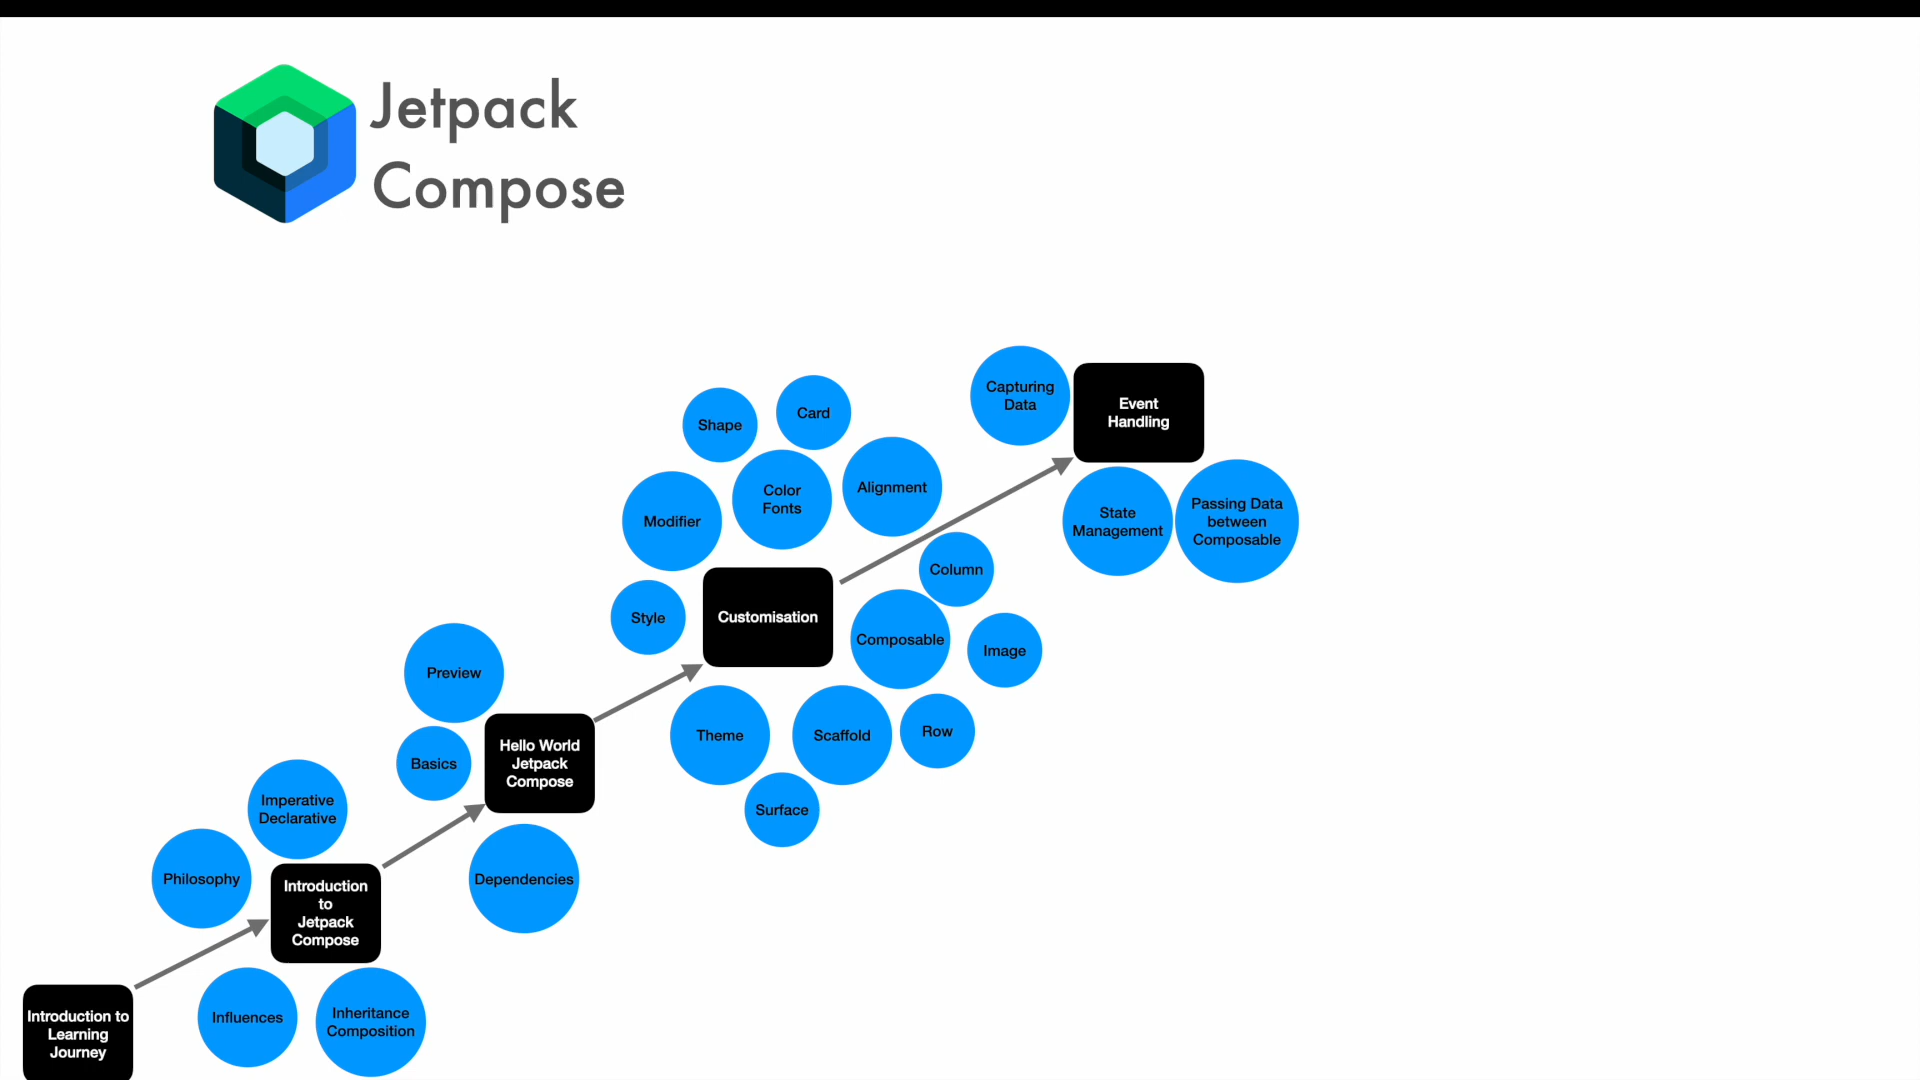 Jetpack
Compose
Capturing
Data
Event
Handling
Shape
Card
Color
Fonts
Alignment
Modifier
State
Management
Passing Data
between
Composable
Column
Style
Customisation
Composable
Image
Preview
Theme
Scaffold
Row
Hello World
Jetpack
Compose
Basics
Surface
Imperative
Declarative
Philosophy
Dependencies
Introduction
to
Jetpack
Compose
Influences
Inheritance
Composition
Introduction to
Learning
Journey